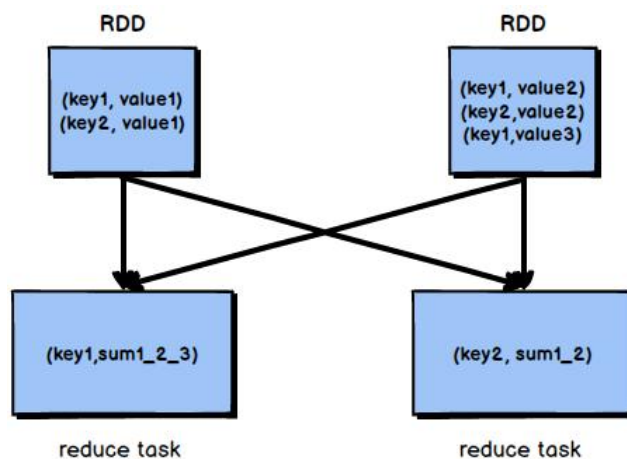 RDD
RDD
(key1, value1)
(key2, value1)
(key1, value2)
(key2,value2)
(key1,value3)
(key1,sum1_2_3)
(key2, sum1_2)
reduce task
reduce task